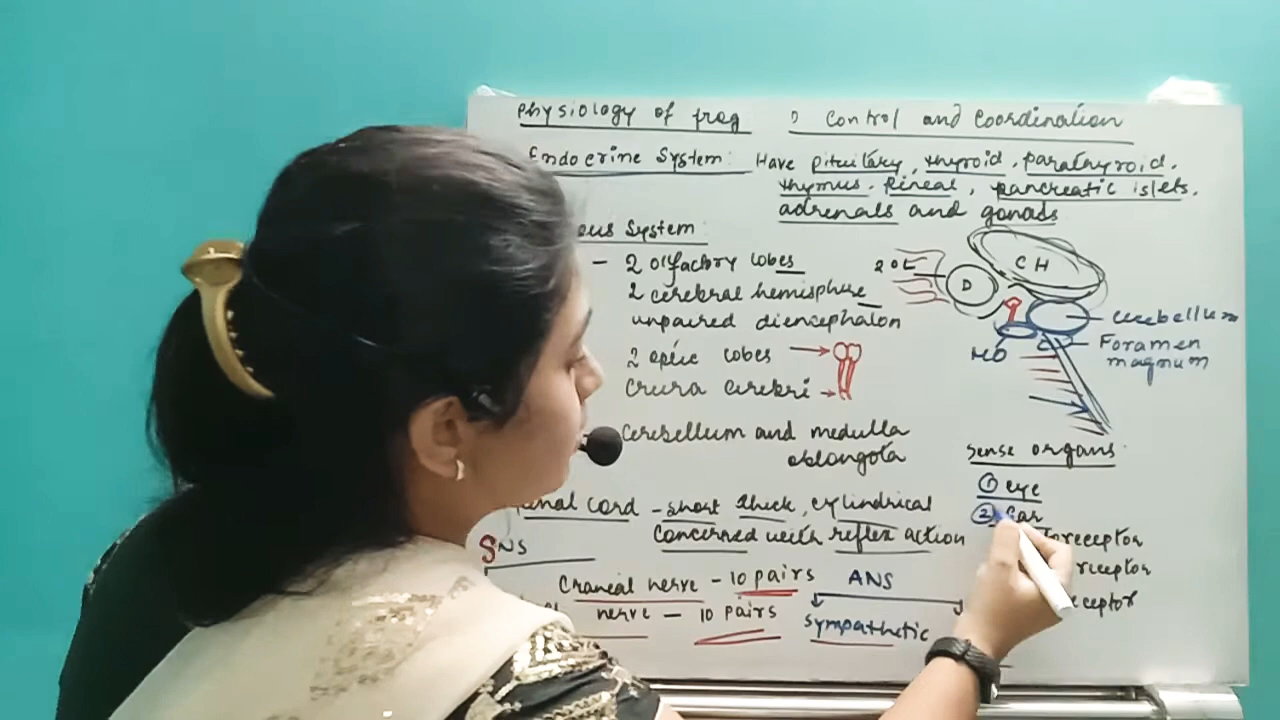 Physiology of frog : Control and Coordination
Endocrine System: Have pituitary, thyroid, parathyroid,
thymus, Pineal, pancreatic islets,
adrenals and gonads
ous System:
- 2 olfactory lobes
2 cerebral hemisphere
unpaired diencephalon
2 optic lobes
Crura cerebri
Cerebellum and medulla
oblongata
nal cord - short thick, cylindrical
Concerned with reflex action
SNS
Cranial nerve - 10 pairs
nerve - 10 pairs
ANS
Sympathetic
2 OL
D
CH
Cerebellum
MO
Foramen
magnum
Sense organs:
① eye
② Ear
oreceptor
receptor
eceptor